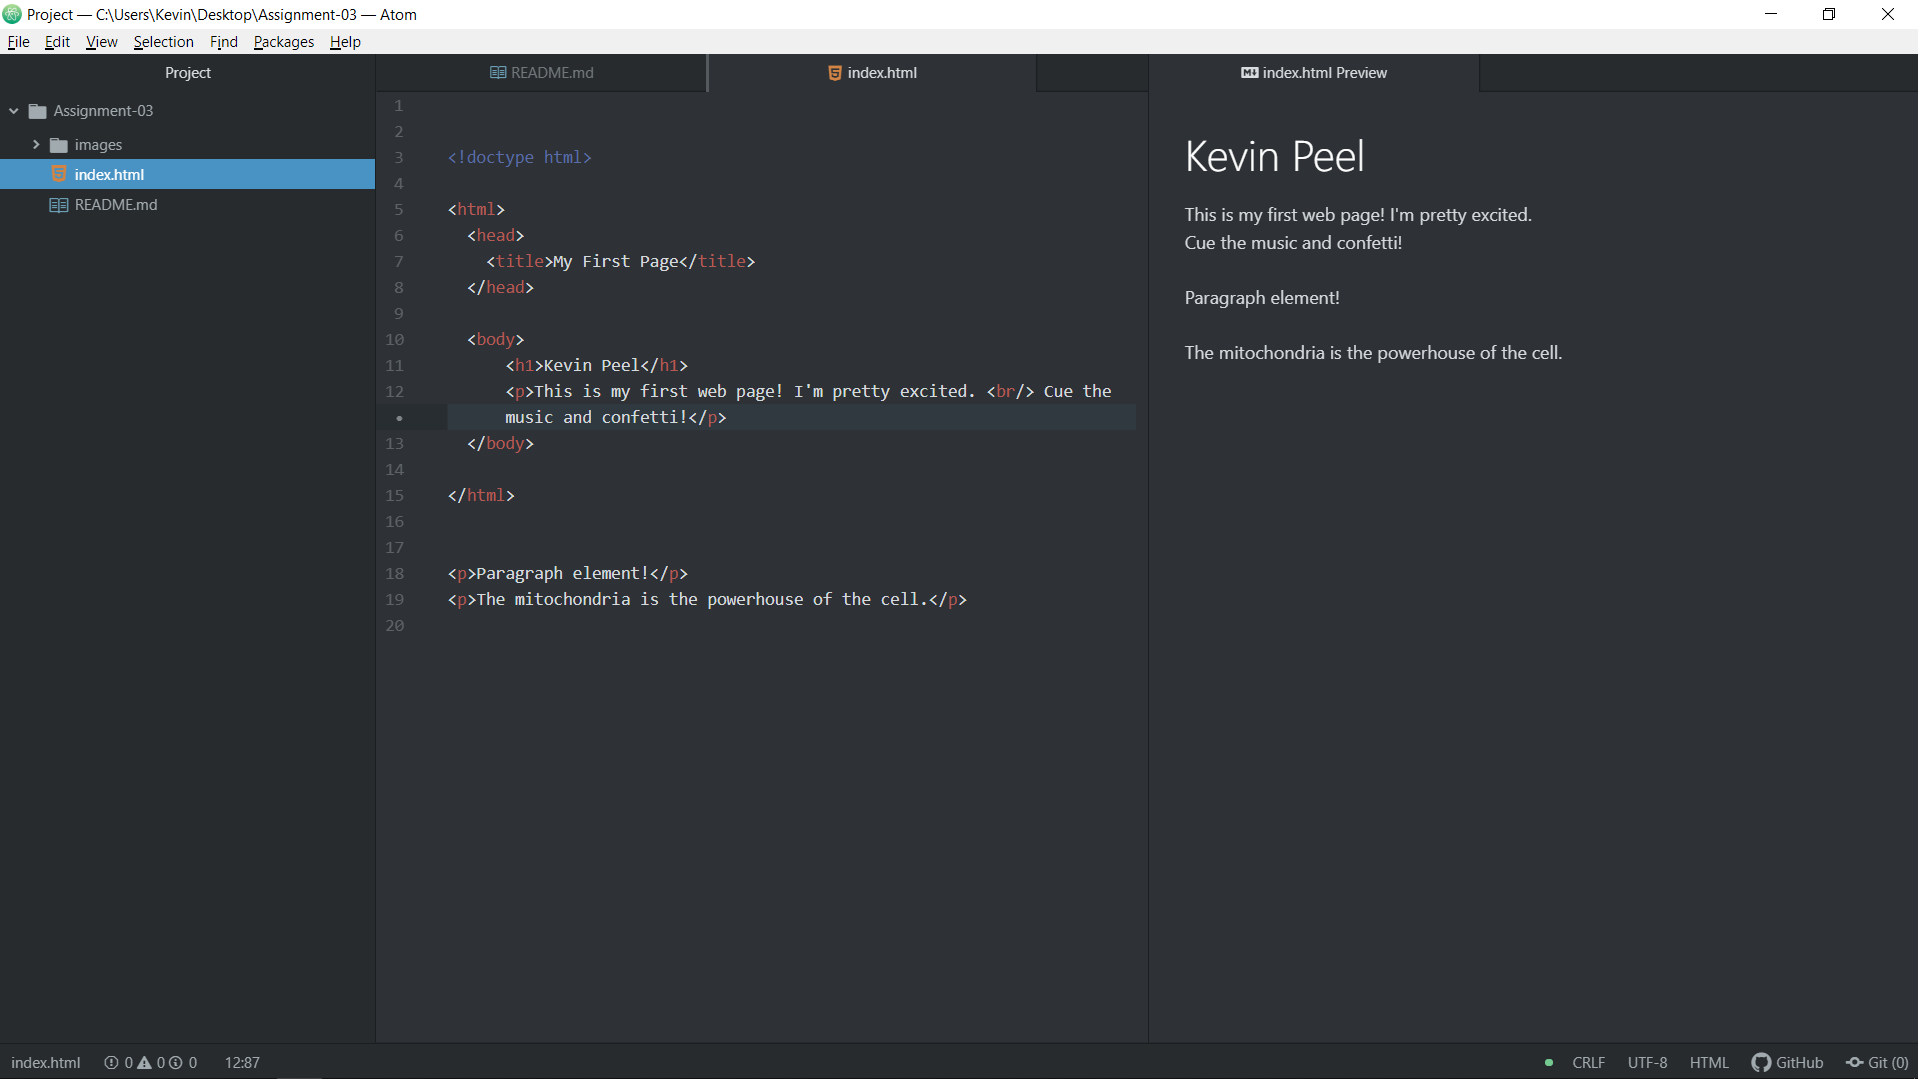 Project — C:\Users\Kevin\Desktop\Assignment-03 — Atom
File Edit View Selection Find Packages Help
Project
Assignment-03
images
index.html
README.md
README.md
index.html
1
2
3 <!doctype html>
4
5 <html>
6 <head>
7 <title>My First Page</title>
8 </head>
9
10 <body>
11 <h1>Kevin Peel</h1>
12 <p>This is my first web page! I'm pretty excited. <br/> Cue the
• music and confetti!</p>
13 </body>
14
15 </html>
16
17
18 <p>Paragraph element!</p>
19 <p>The mitochondria is the powerhouse of the cell.</p>
20
index.html Preview
Kevin Peel
This is my first web page! I'm pretty excited.
Cue the music and confetti!
Paragraph element!
The mitochondria is the powerhouse of the cell.
index.html 0 0 0 12:87
CRLF UTF-8 HTML GitHub Git (0)